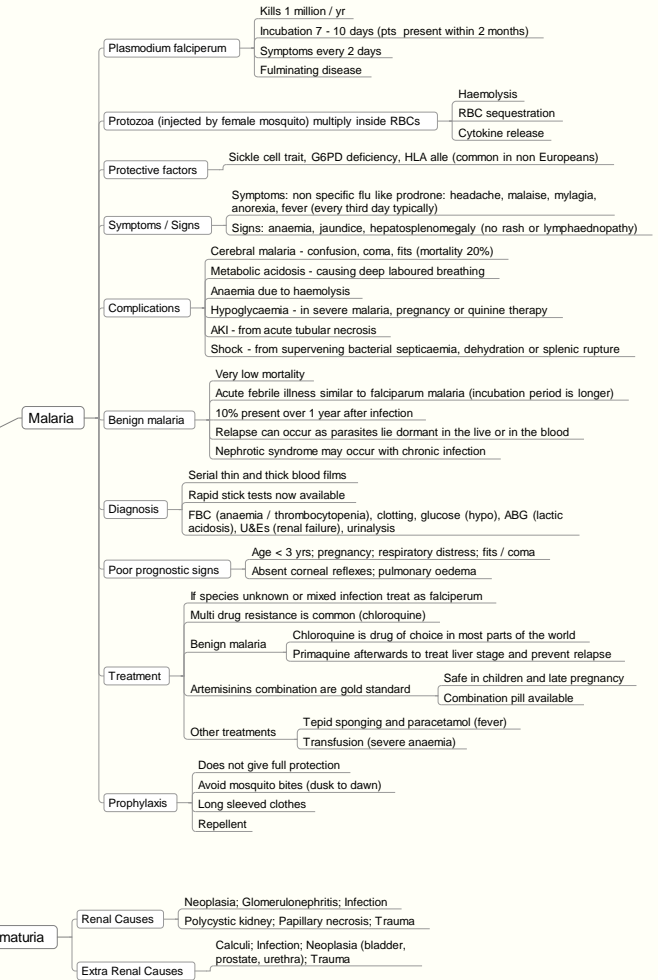 Kills 1 million / yr
Incubation 7 - 10 days (pts present within 2 months)
Plasmodium falciperum
Symptoms every 2 days
Fulminating disease
Haemolysis
Protozoa (injected by female mosquito) multiply inside RBCs
RBC sequestration
Cytokine release
Protective factors
Sickle cell trait, G6PD deficiency, HLA alle (common in non Europeans)
Symptoms / Signs
Symptoms: non specific flu like prodrone: headache, malaise, mylagia,
anorexia, fever (every third day typically)
Signs: anaemia, jaundice, hepatosplenomegaly (no rash or lymphaednopathy)
Complications
Cerebral malaria - confusion, coma, fits (mortality 20%)
Metabolic acidosis - causing deep laboured breathing
Anaemia due to haemolysis
Hypoglycaemia - in severe malaria, pregnancy or quinine therapy
AKI - from acute tubular necrosis
Shock - from supervening bacterial septicaemia, dehydration or splenic rupture
Malaria
Benign malaria
Very low mortality
Acute febrile illness similar to falciparum malaria (incubation period is longer)
10% present over 1 year after infection
Relapse can occur as parasites lie dormant in the live or in the blood
Nephrotic syndrome may occur with chronic infection
Diagnosis
Serial thin and thick blood films
Rapid stick tests now available
FBC (anaemia / thrombocytopenia), clotting, glucose (hypo), ABG (lactic
acidosis), U&Es (renal failure), urinalysis
Poor prognostic signs
Age < 3 yrs; pregnancy; respiratory distress; fits / coma
Absent corneal reflexes; pulmonary oedema
Treatment
If species unknown or mixed infection treat as falciperum
Multi drug resistance is common (chloroquine)
Benign malaria
Chloroquine is drug of choice in most parts of the world
Primaquine afterwards to treat liver stage and prevent relapse
Artemisinins combination are gold standard
Safe in children and late pregnancy
Combination pill available
Other treatments
Tepid sponging and paracetamol (fever)
Transfusion (severe anaemia)
Prophylaxis
Does not give full protection
Avoid mosquito bites (dusk to dawn)
Long sleeved clothes
Repellent
maturia
Renal Causes
Neoplasia; Glomerulonephritis; Infection
Polycystic kidney; Papillary necrosis; Trauma
Extra Renal Causes
Calculi; Infection; Neoplasia (bladder,
prostate, urethra); Trauma